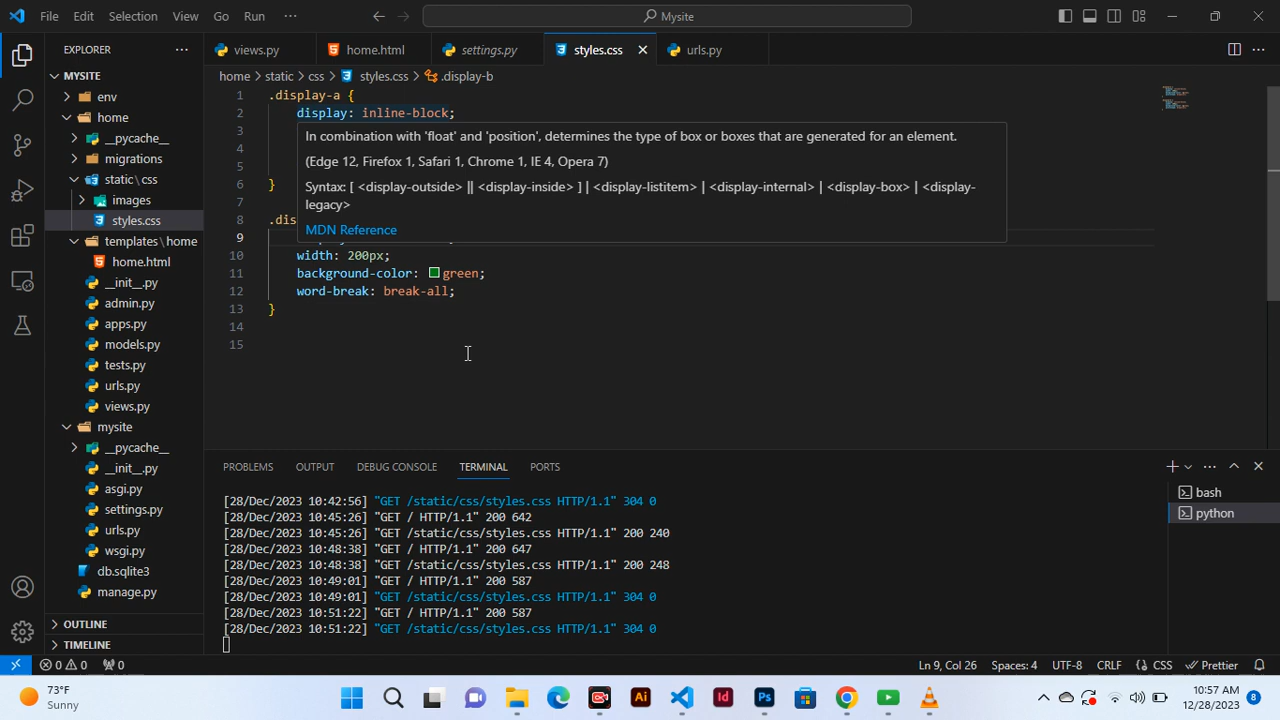 File Edit Selection View Go Run ··· Mysite
EXPLORER ··· views.py home.html settings.py styles.css urls.py ···
MYSITE
home > static > css > styles.css > .display-b
env
home
__pycache__
migrations
static\css
images
styles.css
templates\home
home.html
__init__.py
admin.py
apps.py
models.py
tests.py
urls.py
views.py
mysite
__pycache__
__init__.py
asgi.py
settings.py
urls.py
wsgi.py
db.sqlite3
manage.py
OUTLINE
TIMELINE
1 .display-a {
2 display: inline-block;
3
4
5
6 }
7
8 .dis
9
10 width: 200px;
11 background-color: green;
12 word-break: break-all;
13 }
14
15
In combination with 'float' and 'position', determines the type of box or boxes that are generated for an element.
(Edge 12, Firefox 1, Safari 1, Chrome 1, IE 4, Opera 7)
Syntax: [ <display-outside> || <display-inside> ] | <display-listitem> | <display-internal> | <display-box> | <display-
legacy>
MDN Reference
PROBLEMS OUTPUT DEBUG CONSOLE TERMINAL PORTS ···
[28/Dec/2023 10:42:56] "GET /static/css/styles.css HTTP/1.1" 304 0
[28/Dec/2023 10:45:26] "GET / HTTP/1.1" 200 642
[28/Dec/2023 10:45:26] "GET /static/css/styles.css HTTP/1.1" 200 240
[28/Dec/2023 10:48:38] "GET / HTTP/1.1" 200 647
[28/Dec/2023 10:48:38] "GET /static/css/styles.css HTTP/1.1" 200 248
[28/Dec/2023 10:49:01] "GET / HTTP/1.1" 200 587
[28/Dec/2023 10:49:01] "GET /static/css/styles.css HTTP/1.1" 304 0
[28/Dec/2023 10:51:22] "GET / HTTP/1.1" 200 587
[28/Dec/2023 10:51:22] "GET /static/css/styles.css HTTP/1.1" 304 0
bash
python
0 0 0 Ln 9, Col 26 Spaces: 4 UTF-8 CRLF CSS Prettier
73°F
Sunny
Ai Id Ps
10:57 AM
12/28/2023
8